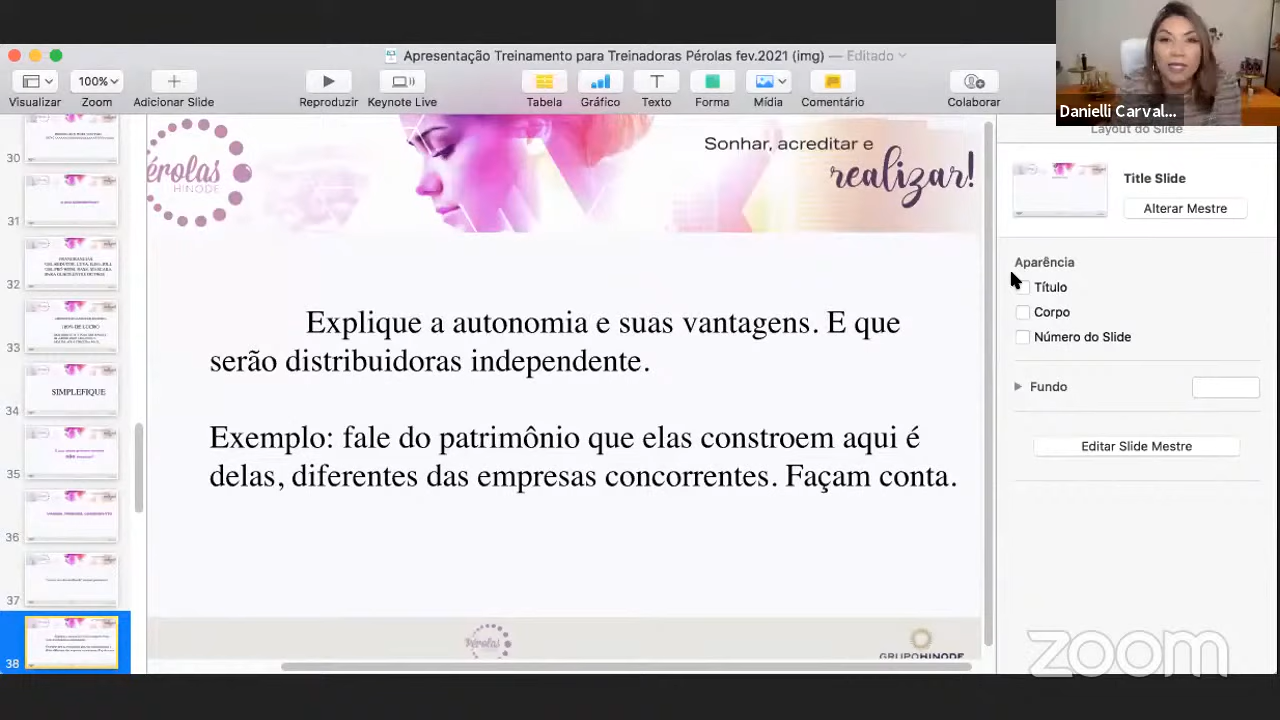 Apresentação Treinamento para Treinadoras Pérolas fev.2021 (img) — Editado
100%
Visualizar
Zoom
Adicionar Slide
Reproduzir
Keynote Live
Tabela
Gráfico
Texto
Forma
Mídia
Comentário
Colaborar
Danielli Carval...
Layout do Slide
Title Slide
Alterar Mestre
Aparência
Título
Corpo
Número do Slide
Fundo
Editar Slide Mestre
30
31
32
33
34
35
36
37
38
SIMPLEFIQUE
érolas
HINODE
Sonhar, acreditar e
realizar!
Explique a autonomia e suas vantagens. E que
serão distribuidoras independente.
Exemplo: fale do patrimônio que elas constroem aqui é
delas, diferentes das empresas concorrentes. Façam conta.
Pérolas
GRUPOHINODE
zoom